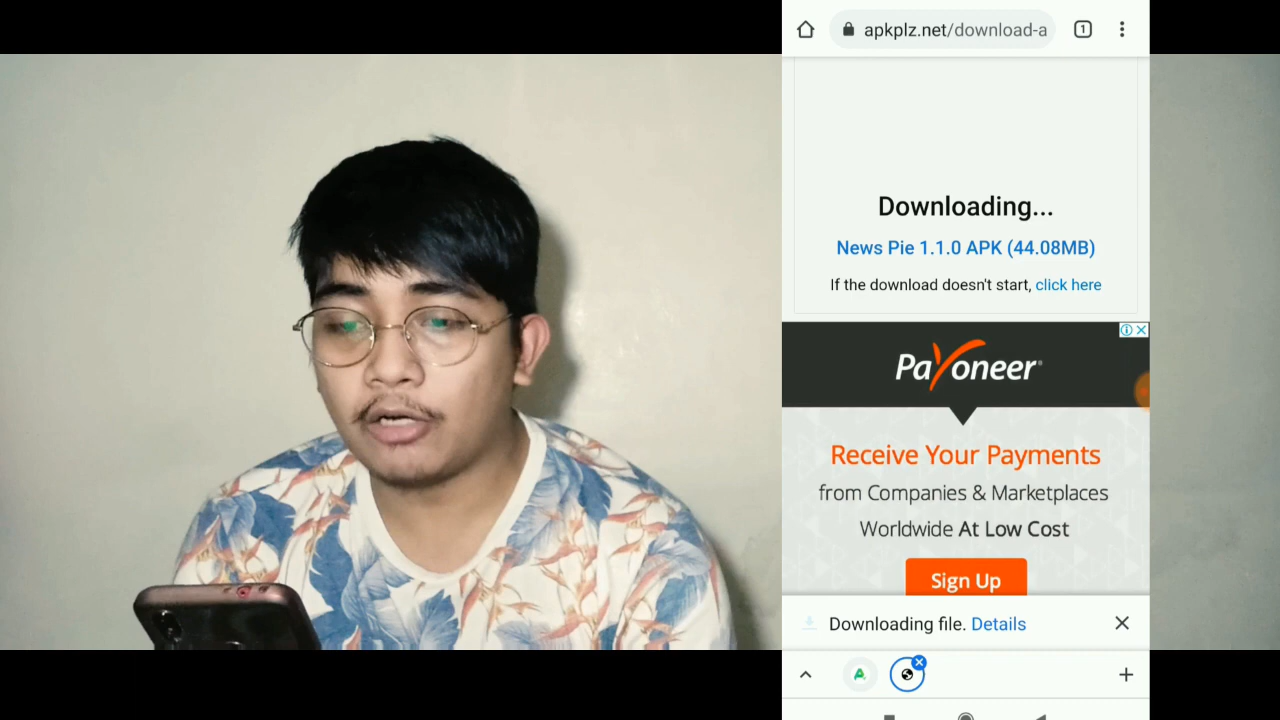 apkplz.net/download-a
1
Downloading...
News Pie 1.1.0 APK (44.08MB)
If the download doesn't start, click here
Payoneer
Receive Your Payments
from Companies & Marketplaces
Worldwide At Low Cost
Sign Up
Downloading file. Details